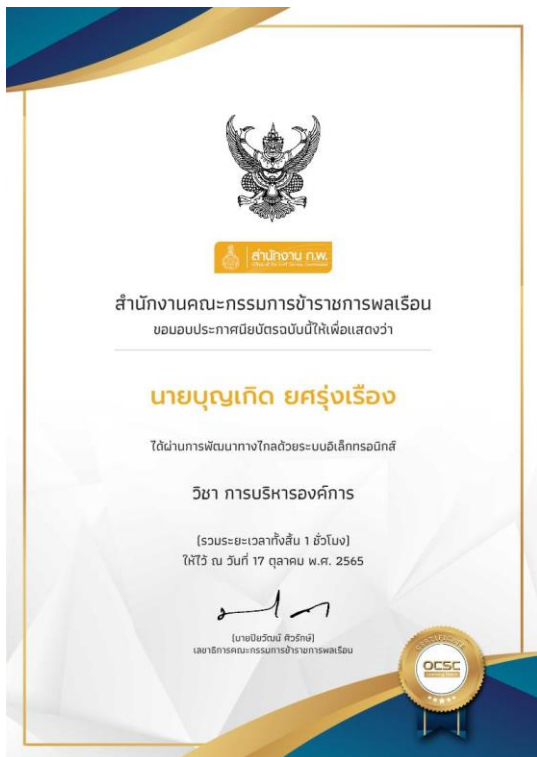 สำนักงาน ก.พ.
สำนักงานคณะกรรมการข้าราชการพลเรือน
ขอมอบประกาศนียบัตรฉบับนี้ให้เพื่อแสดงว่า
นายบุญเกิด ยศรุ่งเรือง
ได้ผ่านการพัฒนาทางไกลด้วยระบบอิเล็กทรอนิกส์
วิชา การบริหารองค์การ
(รวมระยะเวลาทั้งสิ้น 1 ชั่วโมง)
ให้ไว้ ณ วันที่ 17 ตุลาคม พ.ศ. 2565
(นายปิยวัฒน์ ศิวรักษ์)
เลขาธิการคณะกรรมการข้าราชการพลเรือน
CERTIFICATE
OCSC